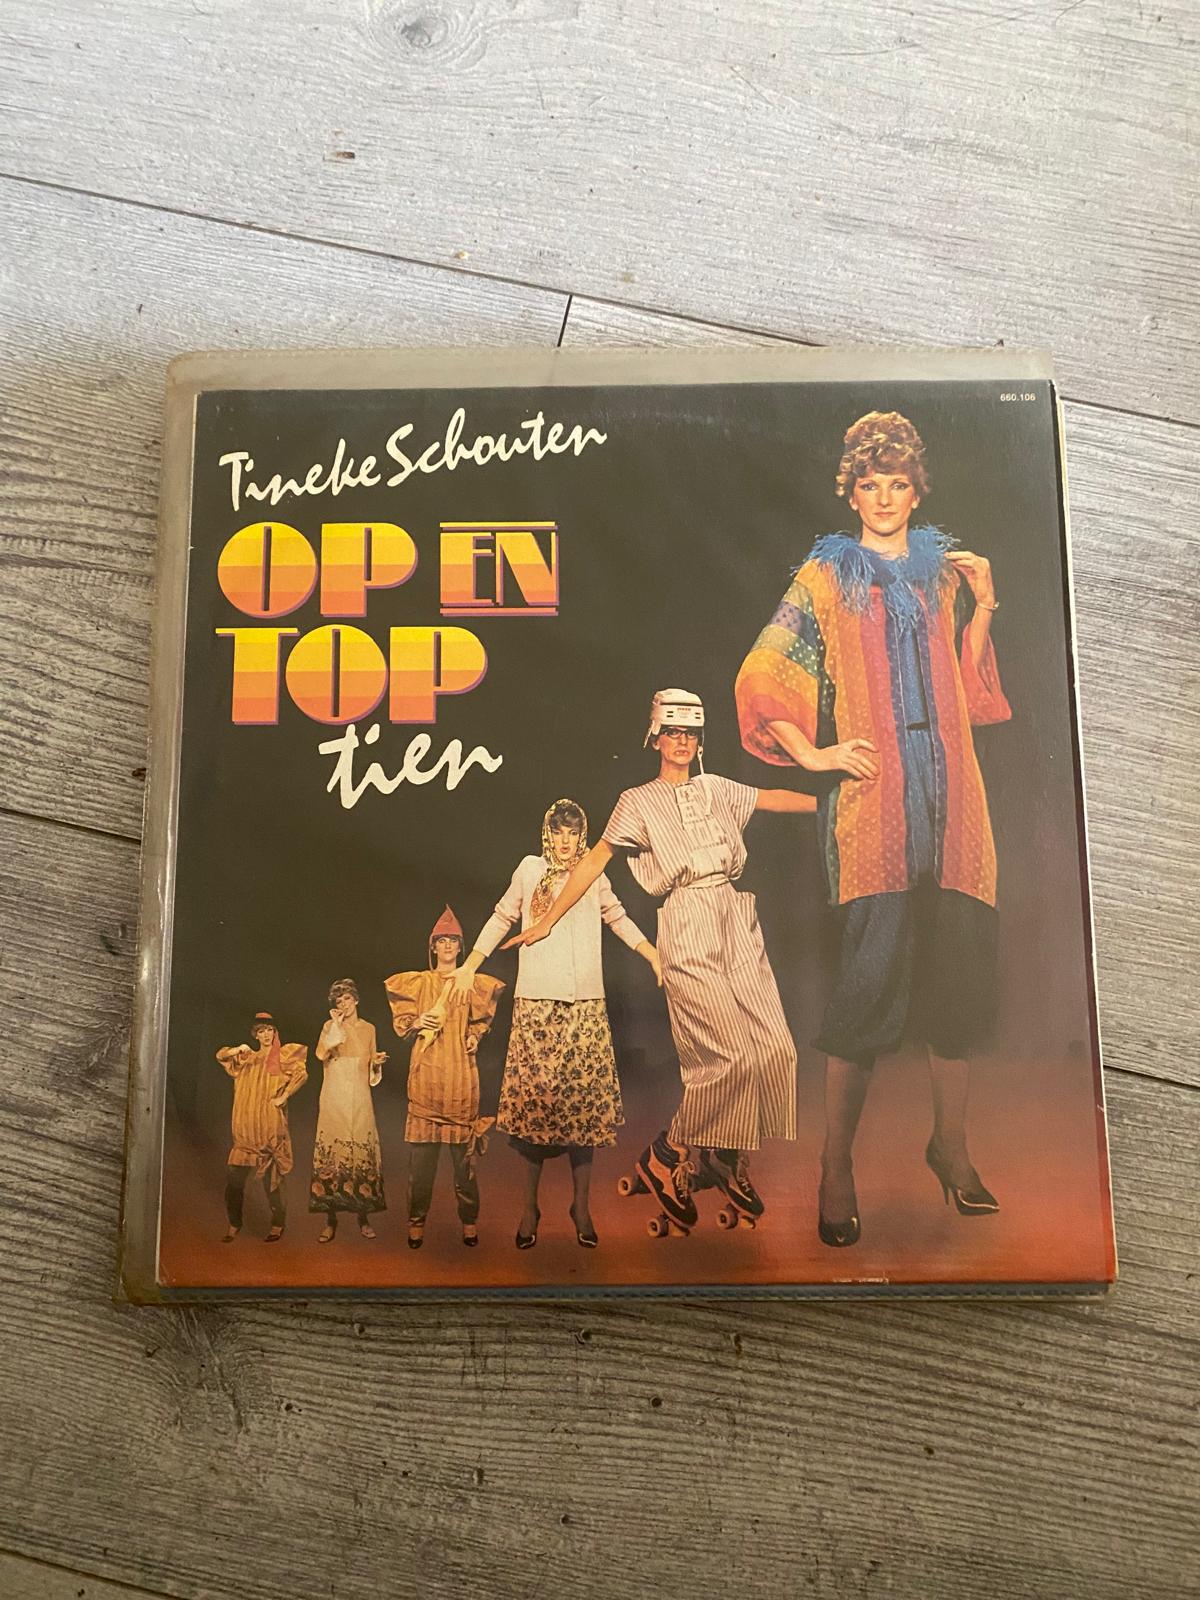 660.106
Tineke Schouten
OP EN
TOP
tien